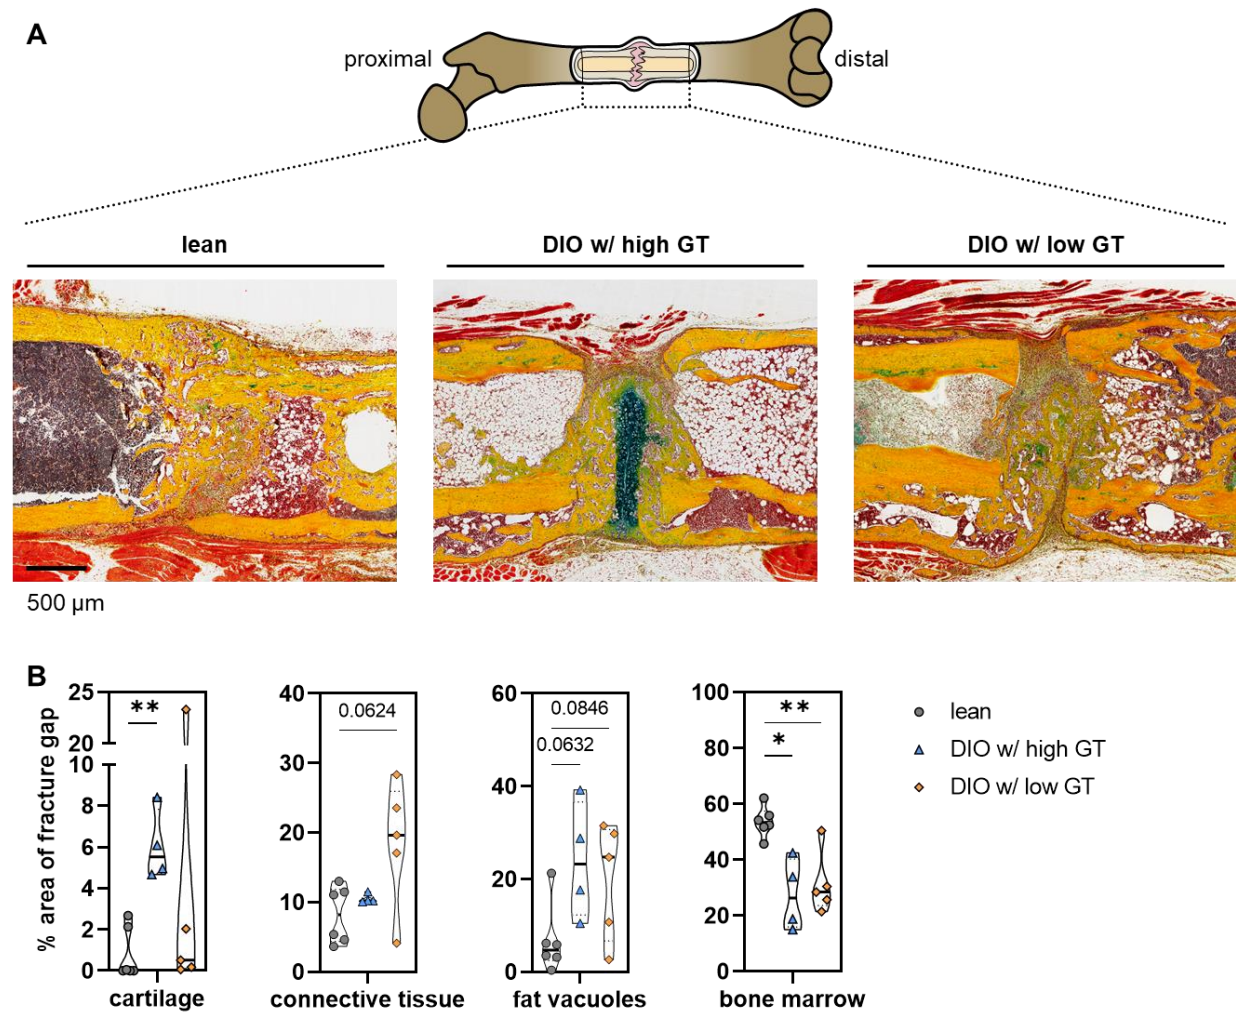 A
proximal
distal
lean
DIO w/ high GT
DIO w/ low GT
500 µm
B
% area of fracture gap
25
20
10
8
6
4
2
0
**
cartilage
40
30
20
10
0
0.0624
connective tissue
60
40
20
0
0.0846
0.0632
fat vacuoles
100
80
60
40
20
0
**
*
bone marrow
lean
DIO w/ high GT
DIO w/ low GT